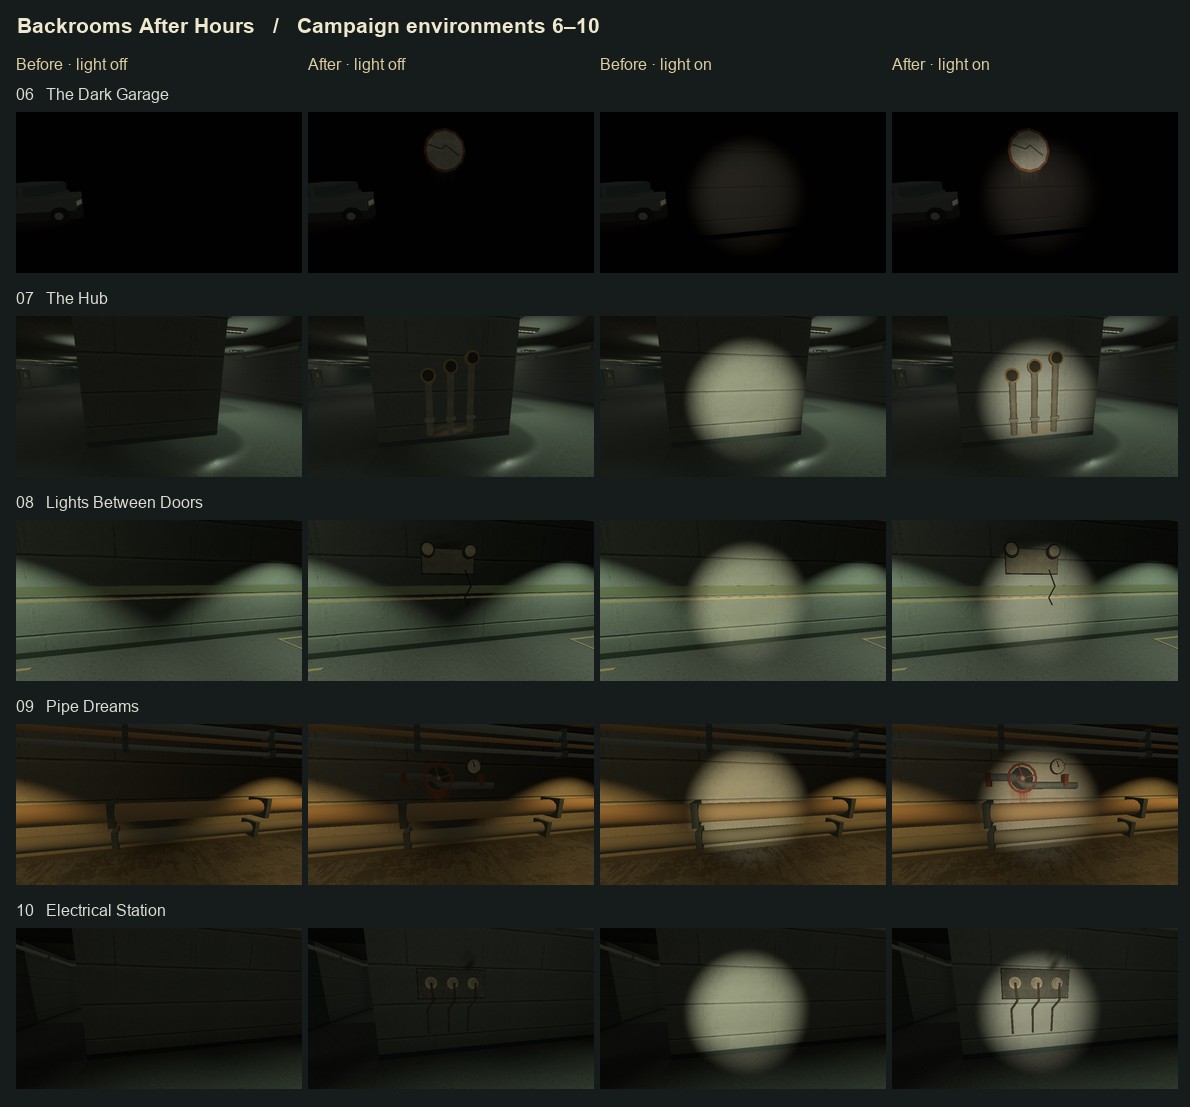 Backrooms After Hours / Campaign environments 6–10
Before · light off After · light off Before · light on After · light on
06 The Dark Garage
07 The Hub
08 Lights Between Doors
09 Pipe Dreams
10 Electrical Station